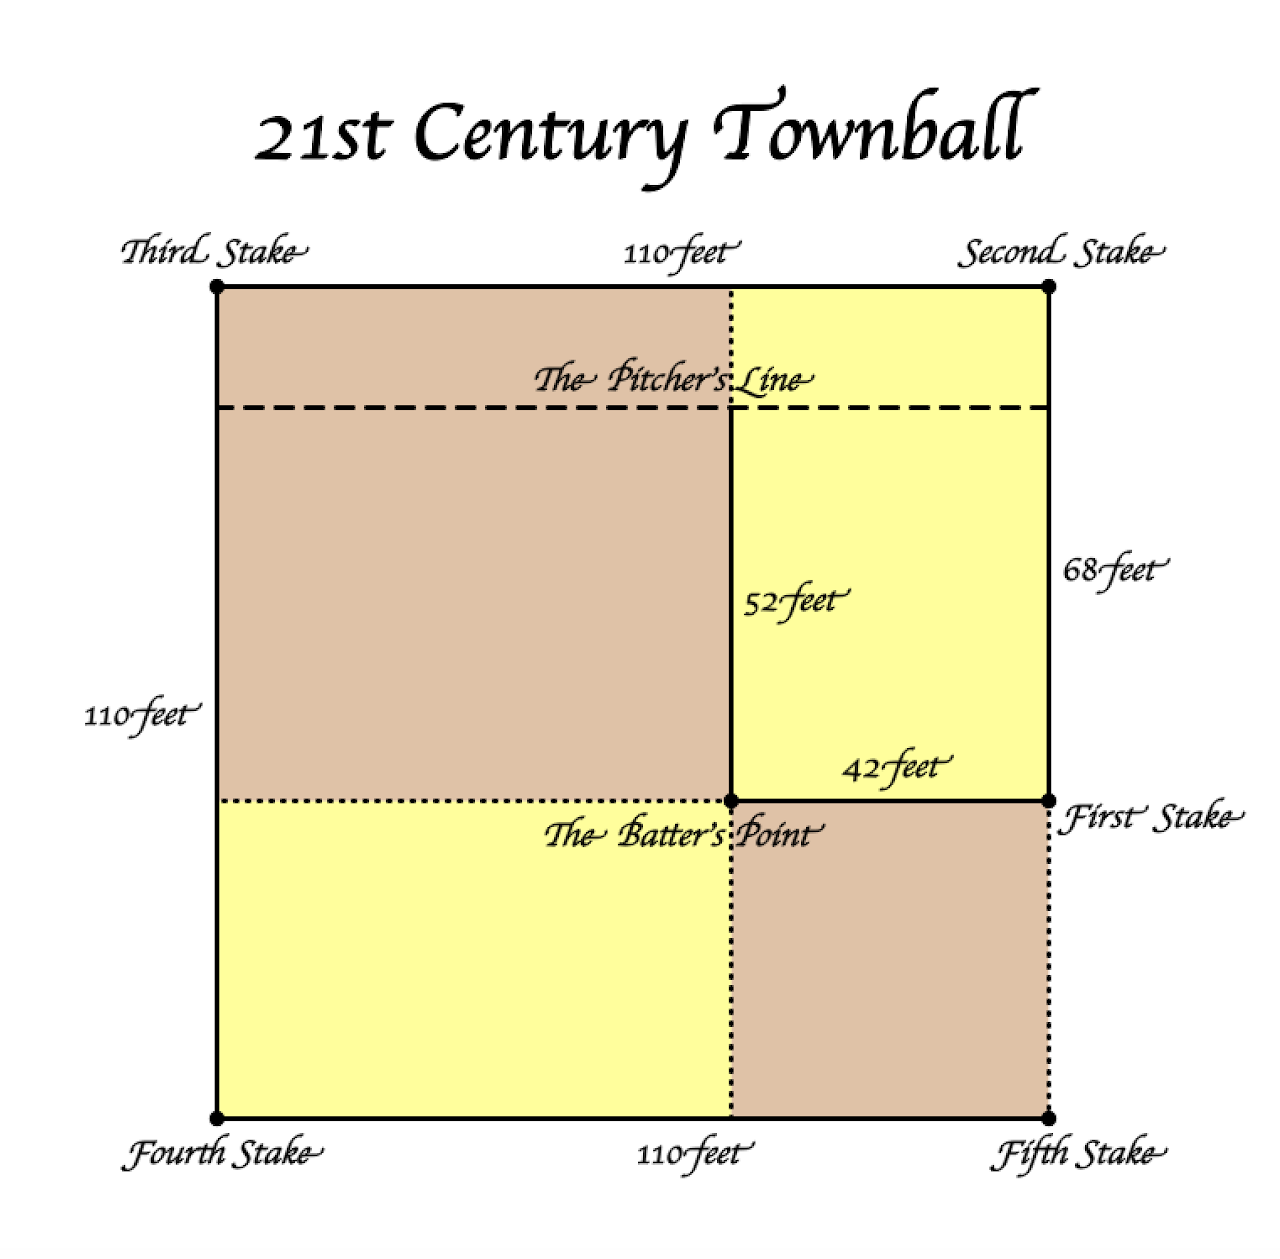 21st Century Townball
Third Stake
110 feet
Second Stake
The Pitcher's Line
68 feet
52 feet
110 feet
42 feet
First Stake
The Batter's Point
Fourth Stake
110 feet
Fifth Stake